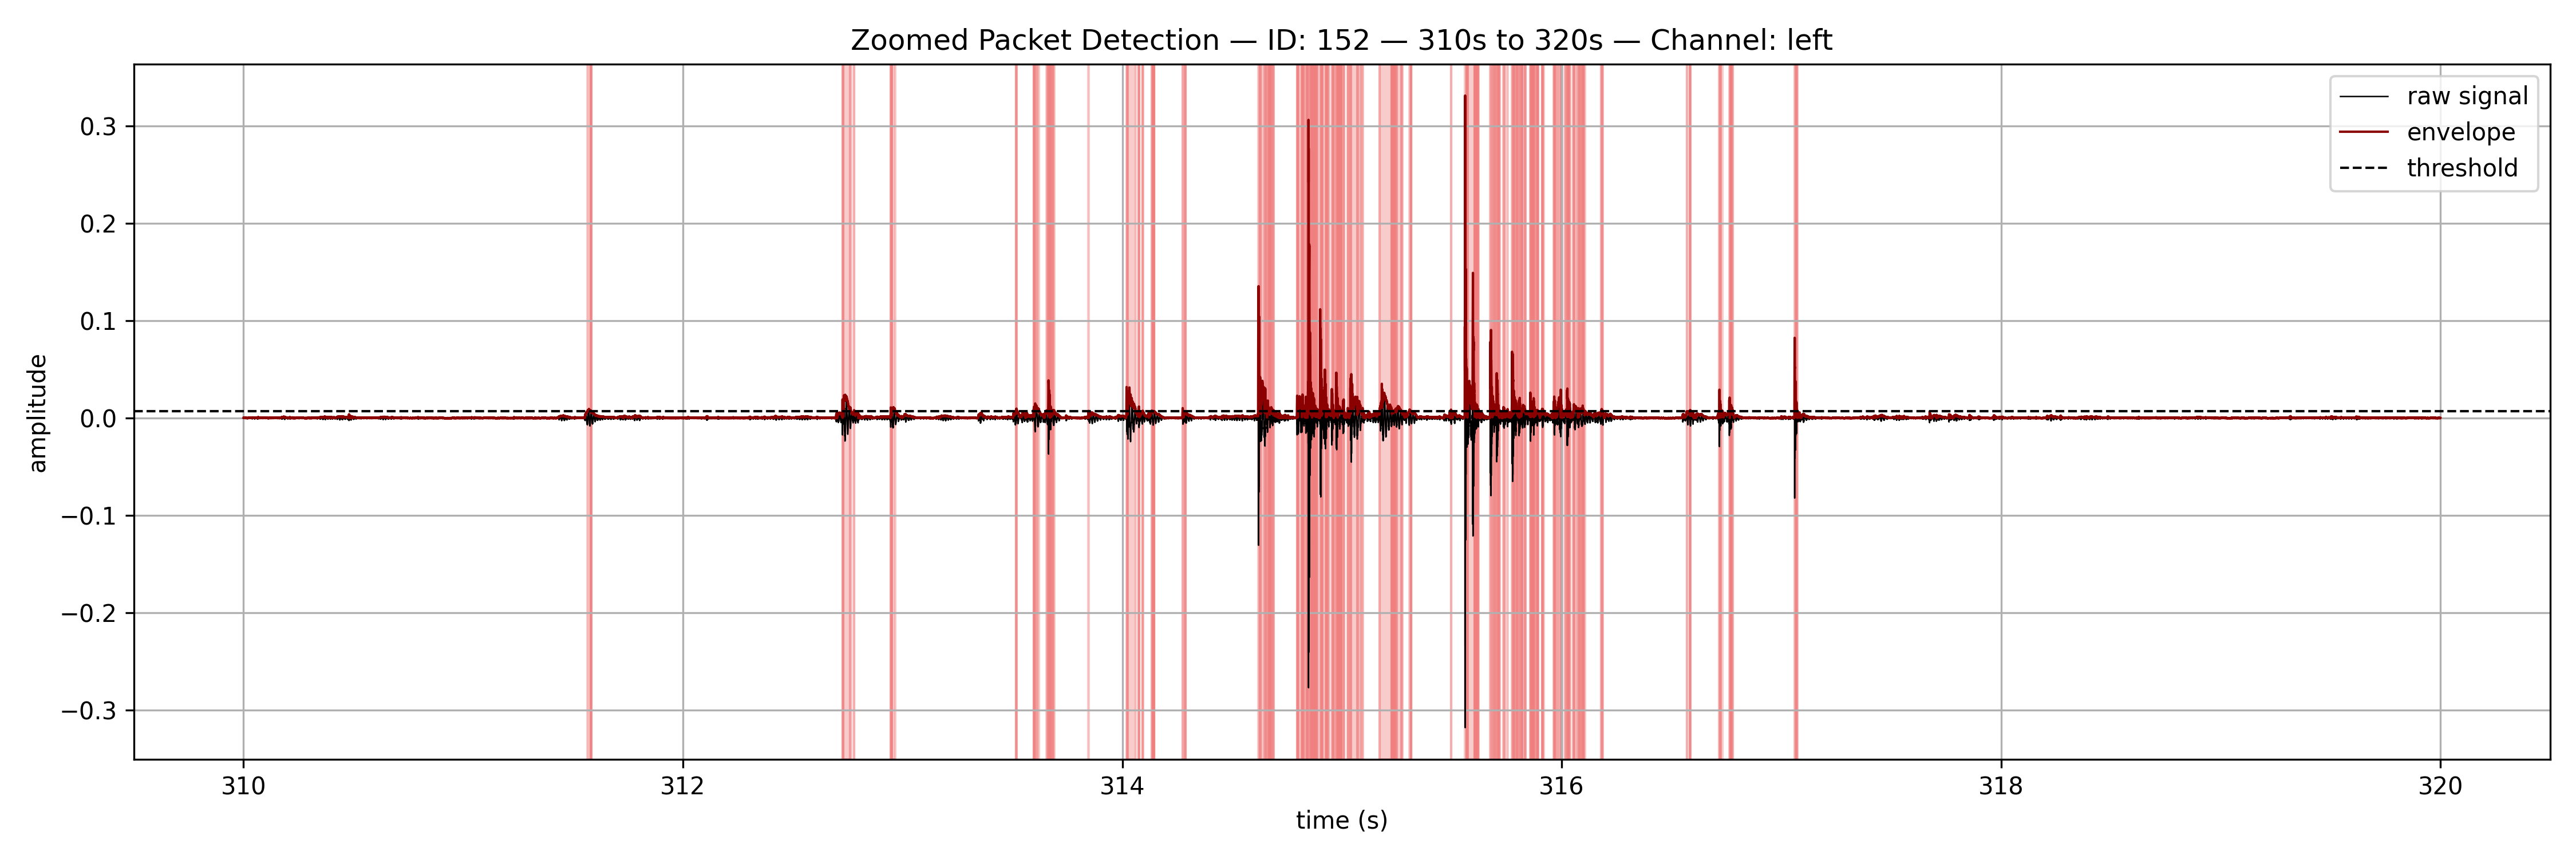 Zoomed Packet Detection — ID: 152 — 310s to 320s — Channel: left
raw signal
envelope
threshold
amplitude
0.3
0.2
0.1
0.0
−0.1
−0.2
−0.3
310 312 314 316 318 320
time (s)